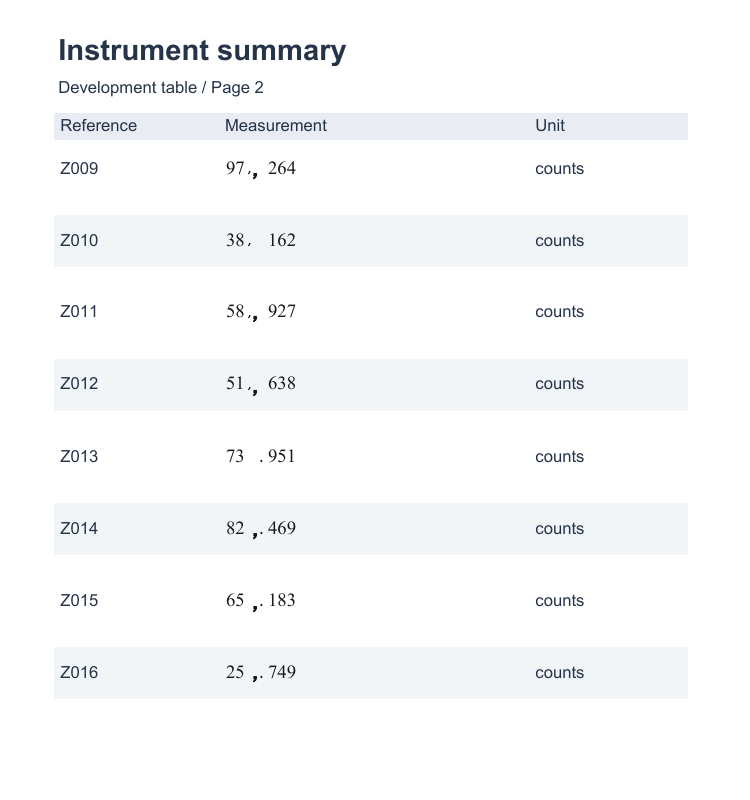 Instrument summary
Development table / Page 2
Reference Measurement Unit
Z009 97., 264 counts
Z010 38. 162 counts
Z011 58., 927 counts
Z012 51., 638 counts
Z013 73 .951 counts
Z014 82 ,. 469 counts
Z015 65 ,. 183 counts
Z016 25 ,. 749 counts